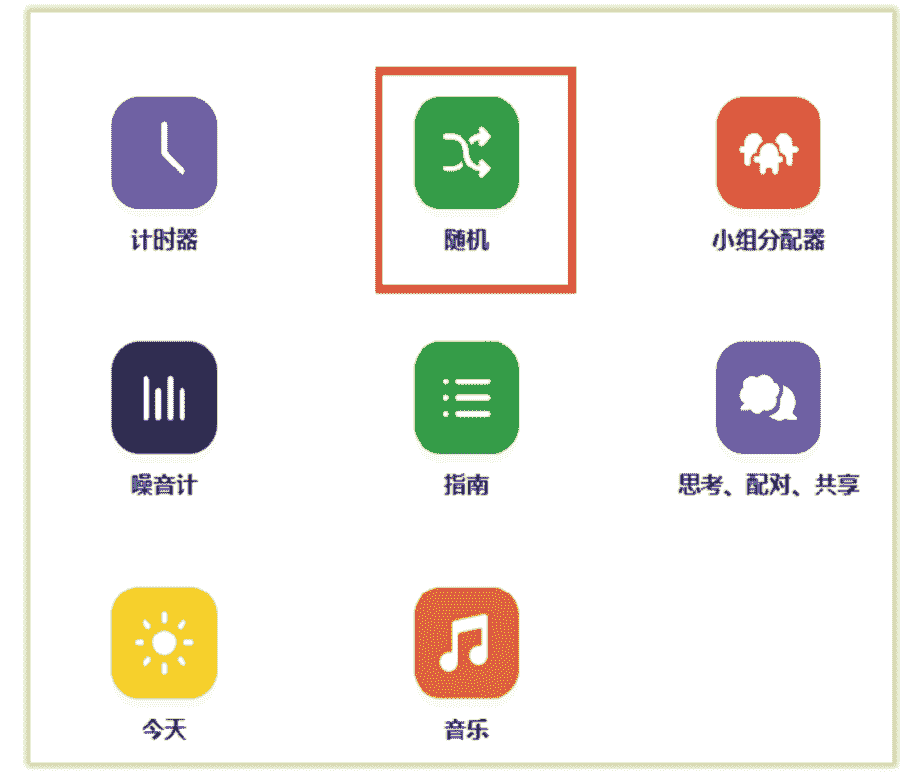 计时器
随机
小组分配器
噪音计
指南
思考、配对、共享
今天
音乐